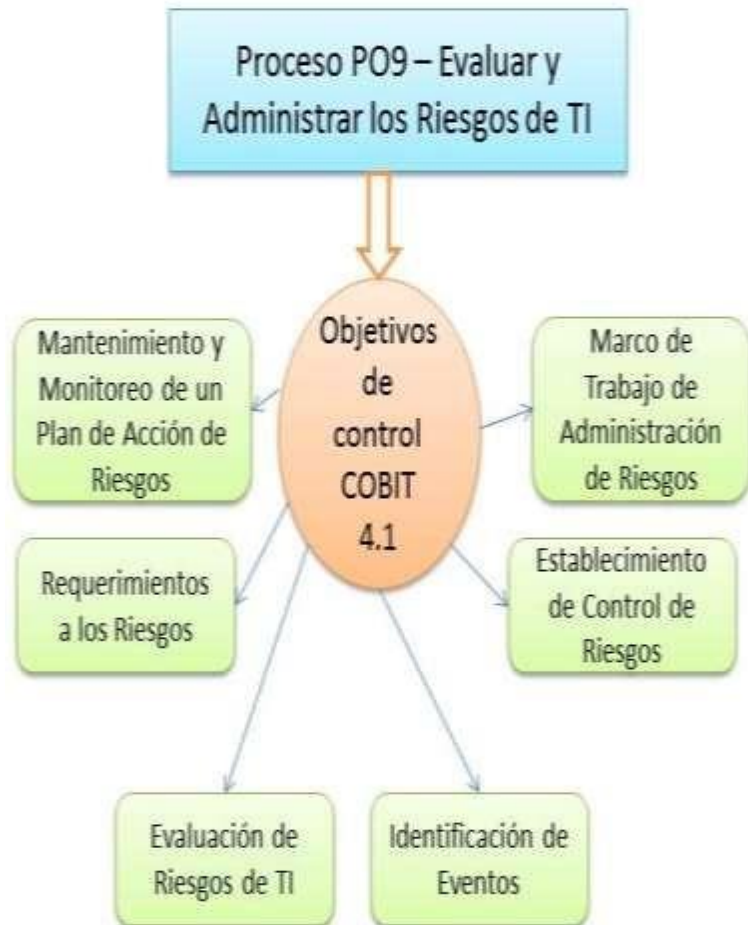 Proceso PO9 – Evaluar y
Administrar los Riesgos de TI
Objetivos
de
control
COBIT
4.1
Mantenimiento y
Monitoreo de un
Plan de Acción de
Riesgos
Marco de
Trabajo de
Administración
de Riesgos
Requerimientos
a los Riesgos
Establecimiento
de Control de
Riesgos
Evaluación de
Riesgos de TI
Identificación de
Eventos